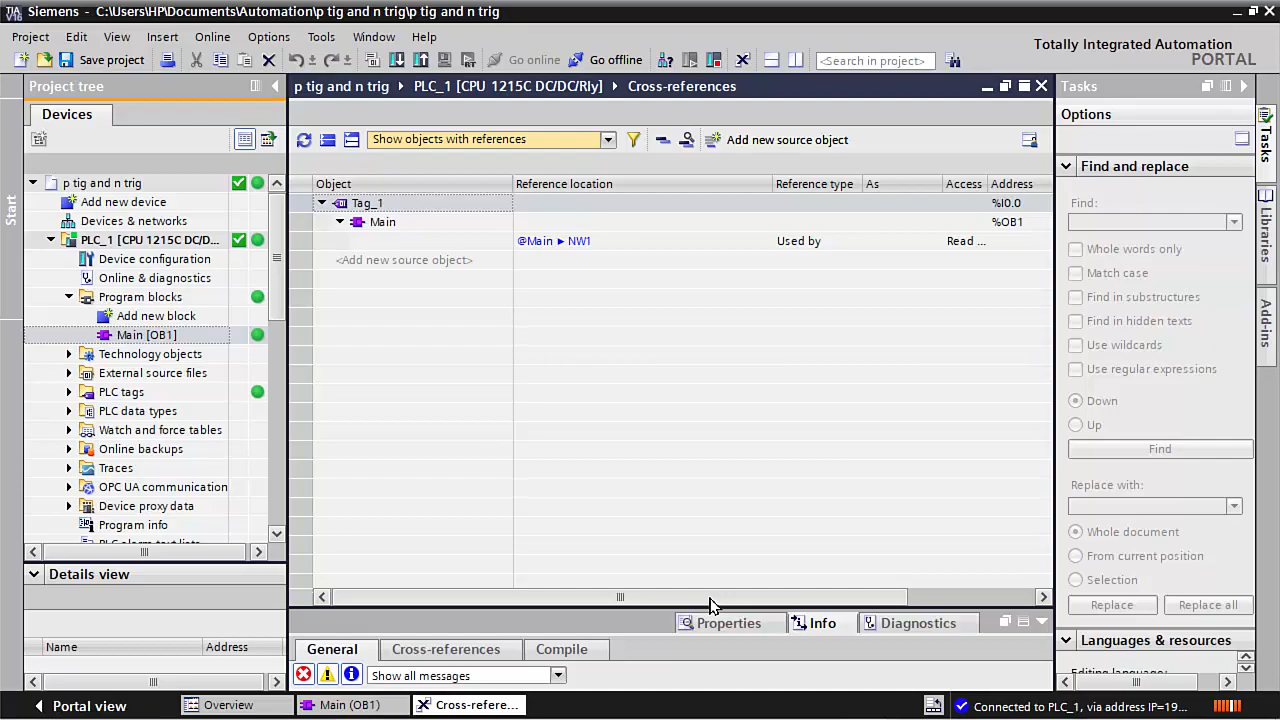 Siemens - C:\Users\HP\Documents\Automation\p tig and n trig\p tig and n trig
Project Edit View Insert Online Options Tools Window Help
Totally Integrated Automation
PORTAL
Save project
Go online
Go offline
<Search in project>
Project tree
p tig and n trig ▸ PLC_1 [CPU 1215C DC/DC/Rly] ▸ Cross-references
Tasks
Devices
Options
Start
Show objects with references
Add new source object
Find and replace
Object Reference location Reference type As Access Address
Tag_1 %I0.0
Main %OB1
@Main ▸ NW1 Used by Read ...
<Add new source object>
p tig and n trig
Add new device
Devices & networks
PLC_1 [CPU 1215C DC/D...
Device configuration
Online & diagnostics
Program blocks
Add new block
Main [OB1]
Technology objects
External source files
PLC tags
PLC data types
Watch and force tables
Online backups
Traces
OPC UA communication
Device proxy data
Program info
PLC alarm text lists
Details view
Name Address
Find:
Whole words only
Match case
Find in substructures
Find in hidden texts
Use wildcards
Use regular expressions
Down
Up
Find
Replace with:
Whole document
From current position
Selection
Replace Replace all
Languages & resources
Editing language:
Tasks
Libraries
Add-ins
Properties Info Diagnostics
General Cross-references Compile
Show all messages
Portal view Overview Main (OB1) Cross-refere...
Connected to PLC_1, via address IP=19...